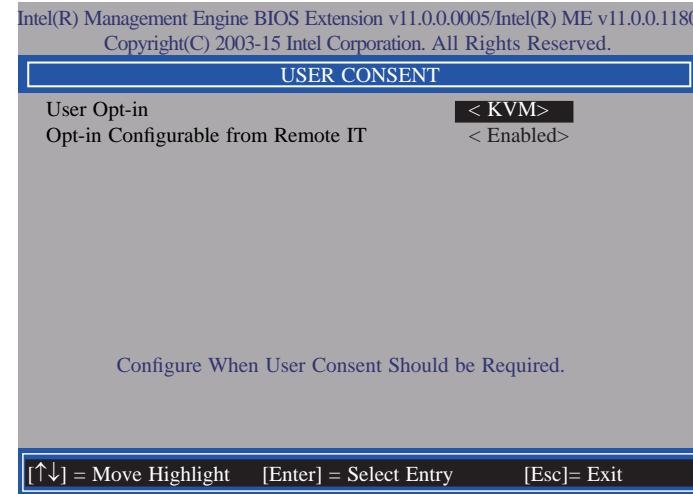 Intel(R) Management Engine BIOS Extension v11.0.0.0005/Intel(R) ME v11.0.0.1180
Copyright(C) 2003-15 Intel Corporation. All Rights Reserved.
USER CONSENT
User Opt-in < KVM>
Opt-in Configurable from Remote IT < Enabled>
Configure When User Consent Should be Required.
[↑↓] = Move Highlight [Enter] = Select Entry [Esc]= Exit